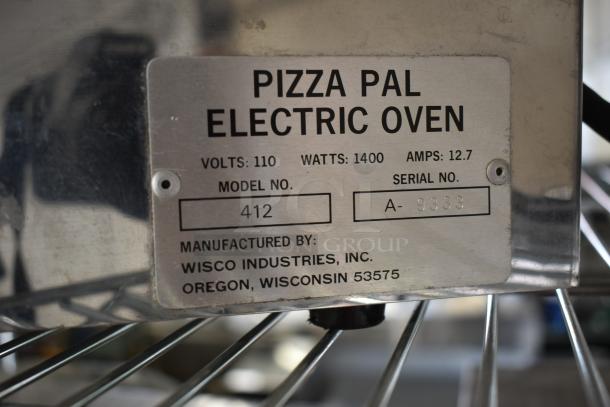 PIZZA PAL
ELECTRIC OVEN
VOLTS: 110 WATTS: 1400 AMPS: 12.7
MODEL NO. SERIAL NO.
412 A-
MANUFACTURED BY:
WISCO INDUSTRIES, INC.
OREGON, WISCONSIN 53575
GROUP